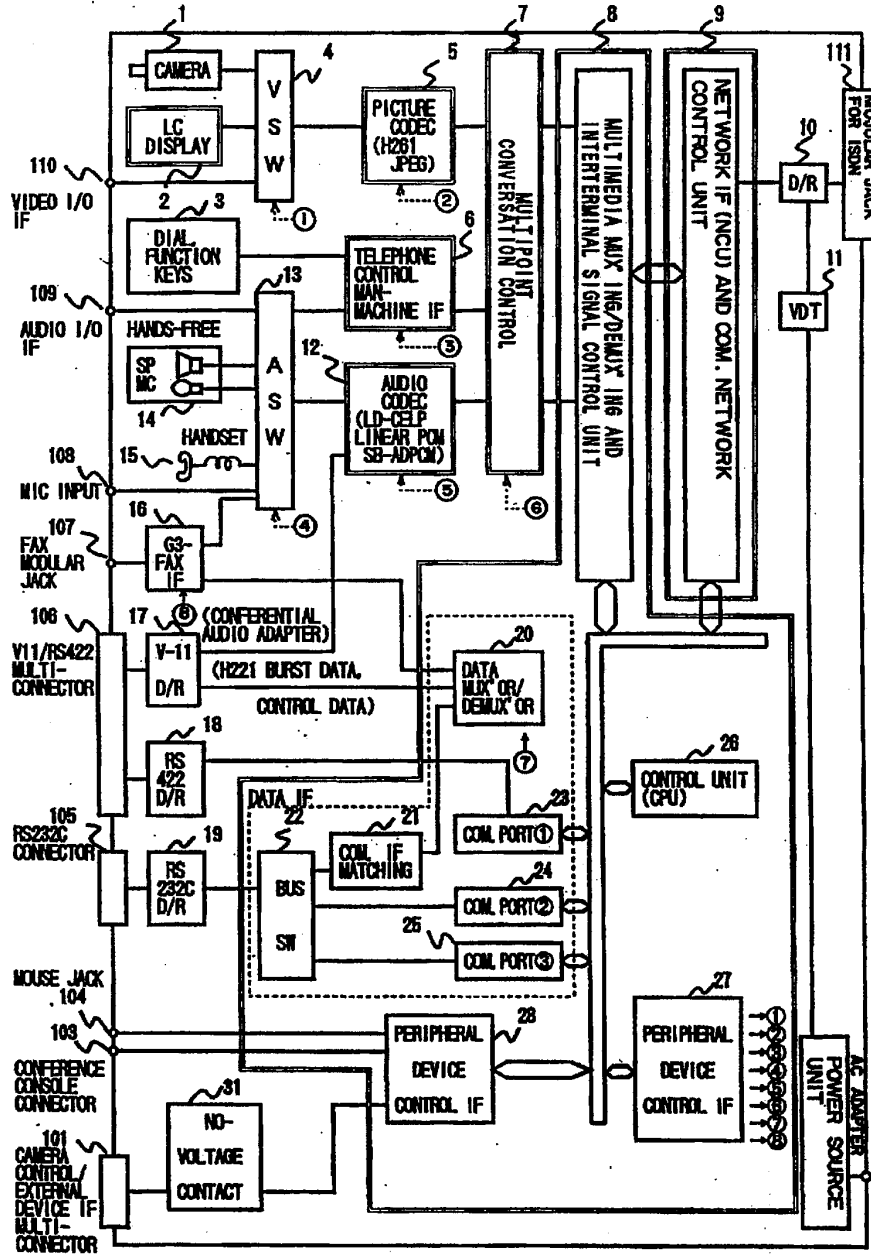 1
4
7
8
9
111
CAMERA
V
S
W
5
PICTURE
CODEC
(H261
JPEG)
LC
DISPLAY
MULTIPOINT
CONVERSATION CONTROL
MULTIMEDIA MUX'ING/DEMUX'ING AND
INTERTERMINAL SIGNAL CONTROL UNIT
NETWORK IF (NCU) AND COM. NETWORK
CONTROL UNIT
MODULAR JACK
FOR ISDN
10
D/R
110
VIDEO I/O
IF
2
3
①
②
6
DIAL
FUNCTION
KEYS
13
TELEPHONE
CONTROL
MAN-
MACHINE IF
11
VDT
109
AUDIO I/O
IF
HANDS-FREE
SP
MC
14
A
S
W
③
12
AUDIO
CODEC
(LD-CELP
LINEAR PCM
SB-ADPCM)
HANDSET
15
108
MIC INPUT
⑤
⑥
④
107
FAX
MODULAR
JACK
16
G3-
FAX
IF
⑧
106
V11/RS422
MULTI-
CONNECTOR
17
V-11
D/R
(CONFERENTIAL
AUDIO ADAPTER)
(H221 BURST DATA,
CONTROL DATA)
20
DATA
MUX'OR/
DEMUX'OR
⑦
18
RS
422
D/R
26
CONTROL UNIT
(CPU)
DATA IF
105
RS232C
CONNECTOR
19
RS
232C
D/R
22
BUS
SW
21
COM. IF
MATCHING
23
COM. PORT①
24
COM. PORT②
25
COM. PORT③
MOUSE JACK
104
103
CONFERENCE
CONSOLE
CONNECTOR
28
PERIPHERAL
DEVICE
CONTROL IF
27
PERIPHERAL
DEVICE
CONTROL IF
①
②
③
④
⑤
⑥
⑦
⑧
POWER SOURCE
UNIT
AC ADAPTER
31
NO-
VOLTAGE
CONTACT
101
CAMERA
CONTROL/
EXTERNAL
DEVICE IF
MULTI-
CONNECTOR